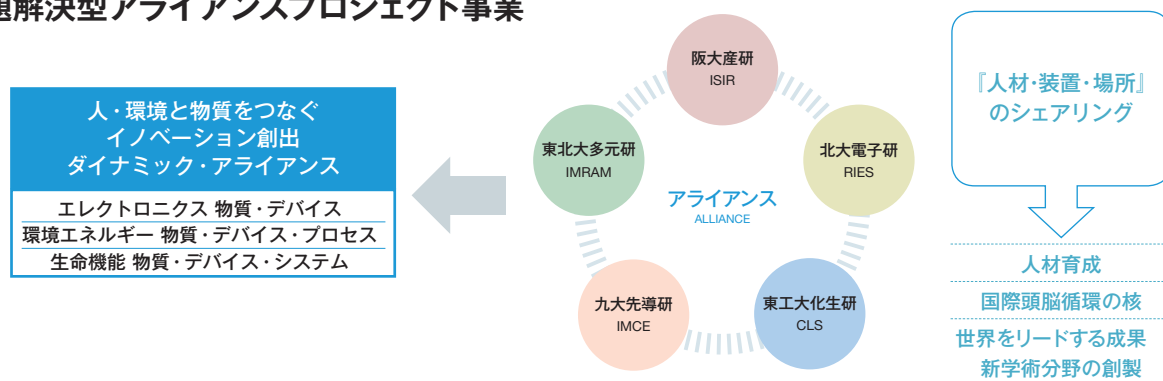 題解決型アライアンスプロジェクト事業
人・環境と物質をつなぐ
イノベーション創出
ダイナミック・アライアンス
エレクトロニクス 物質・デバイス
環境エネルギー 物質・デバイス・プロセス
生命機能 物質・デバイス・システム
阪大産研
ISIR
東北大多元研
IMRAM
北大電子研
RIES
アライアンス
ALLIANCE
九大先導研
IMCE
東工大化生研
CLS
『人材・装置・場所』
のシェアリング
人材育成
国際頭脳循環の核
世界をリードする成果
新学術分野の創製